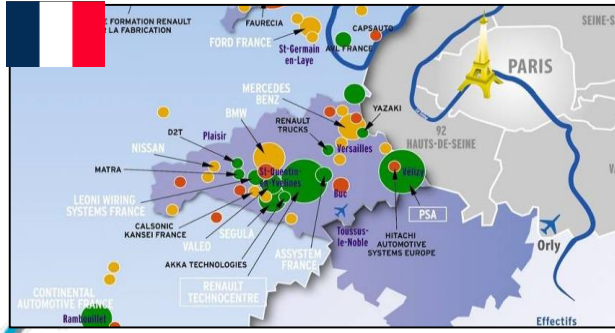 E FORMATION RENAULT
R LA FABRICATION
FAURECIA
CAPSAUTO
SEINE-S
FORD FRANCE
St-Germain
en-Laye
AVL FRANCE
PARIS
MERCEDES
BENZ
YAZAKI
BMW
D2T
Plaisir
RENAULT
TRUCKS
92
HAUTS-DE-SEINE
Versailles
NISSAN
VA
MATRA
St-Quentin-
en-Yvelines
Vélizy
LEONI WIRING
SYSTEMS FRANCE
Buc
CALSONIC
KANSEI FRANCE
SEGULA
PSA
VALEO
Toussus-
le-Noble
HITACHI
AUTOMOTIVE
SYSTEMS EUROPE
Orly
ASSYSTEM
FRANCE
AKKA TECHNOLOGIES
RENAULT
TECHNOCENTRE
CONTINENTAL
AUTOMOTIVE FRANCE
Rambouillet
Effectifs